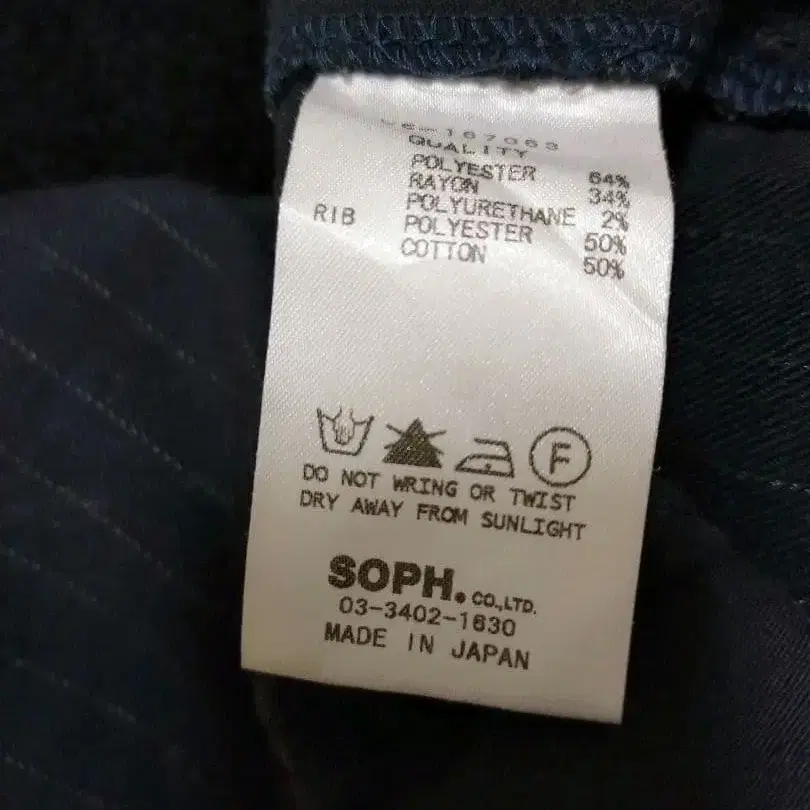 QUALITY
POLYESTER 64%
RAYON 34%
POLYURETHANE 2%
RIB POLYESTER 50%
COTTON 50%
F
DO NOT WRING OR TWIST
DRY AWAY FROM SUNLIGHT
SOPH. CO.,LTD.
03-3402-1630
MADE IN JAPAN